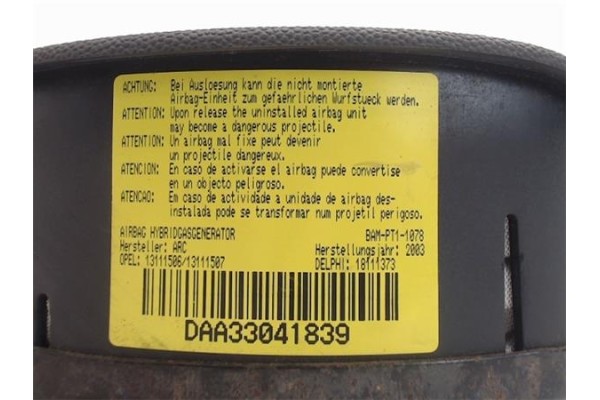 ACHTUNG: Bei Ausloesung kann die nicht montierte
Airbag-Einheit zum gefaehrlichen Wurfstueck werden.
ATTENTION: Upon release the uninstalled airbag unit
may become a dangerous projectile.
ATTENTION: Un airbag mal fixe peut devenir
un projectile dangereux.
ATENCION: En caso de activarse el airbag puede convertise
en un objecto peligroso.
ATENCAO: Em caso de actividade a unidade de airbag des-
instalada pode se transformar num projetil perigoso.
AIRBAG HYBRIDGASGENERATOR BAM-PT1-1078
Hersteller: ARC Herstellungsjahr: 2003
OPEL: 13111506/13111507 DELPHI: 18111373
DAA33041839